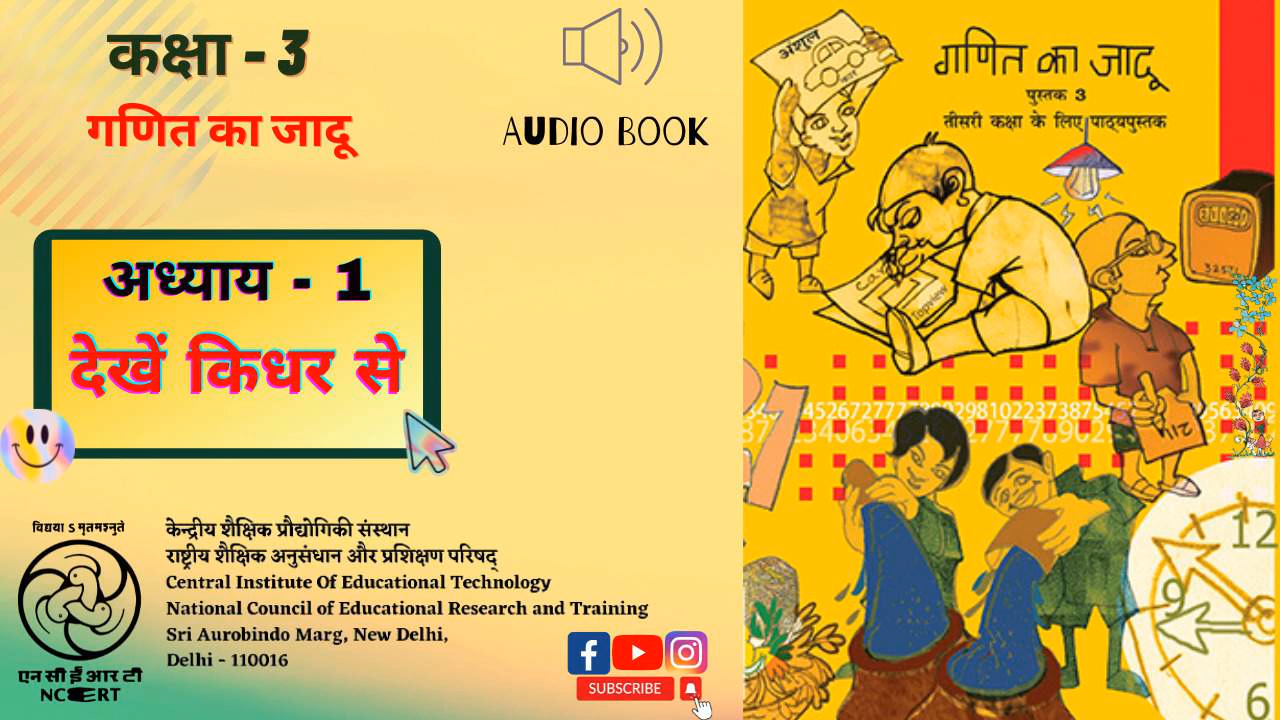 कक्षा - 3
गणित का जादू
AUDIO BOOK
अध्याय - 1
देखें किधर से
विद्यया ऽ मृतमश्नुते
एन सी ई आर टी
NCERT
केन्द्रीय शैक्षिक प्रौद्योगिकी संस्थान
राष्ट्रीय शैक्षिक अनुसंधान और प्रशिक्षण परिषद्
Central Institute Of Educational Technology
National Council of Educational Research and Training
Sri Aurobindo Marg, New Delhi,
Delhi - 110016
SUBSCRIBE
अंशुल
कार
गणित का जादू
पुस्तक 3
तीसरी कक्षा के लिए पाठ्यपुस्तक
Topview
12
9
6